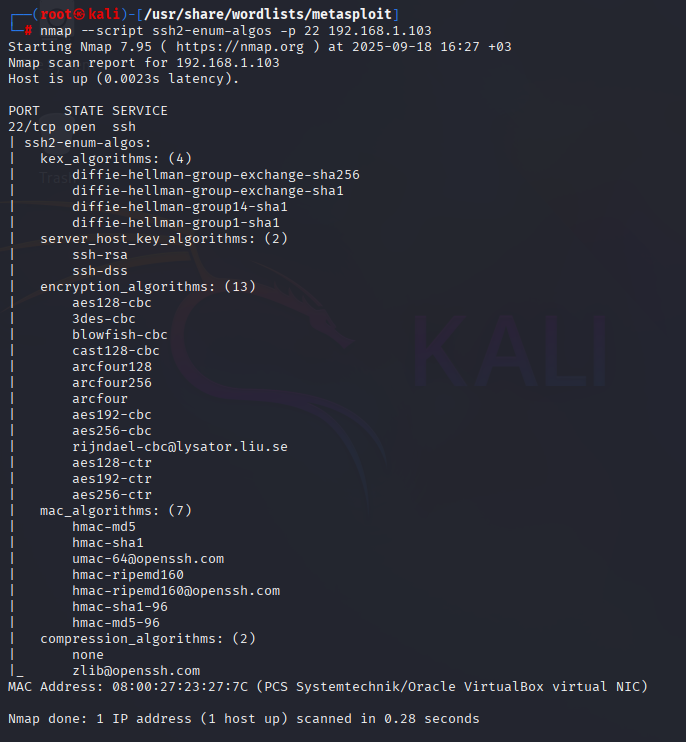 ┌──(root㉿kali)-[/usr/share/wordlists/metasploit]
└─# nmap --script ssh2-enum-algos -p 22 192.168.1.103
Starting Nmap 7.95 ( https://nmap.org ) at 2025-09-18 16:27 +03
Nmap scan report for 192.168.1.103
Host is up (0.0023s latency).

PORT   STATE SERVICE
22/tcp open  ssh
| ssh2-enum-algos:
|   kex_algorithms: (4)
|       diffie-hellman-group-exchange-sha256
|       diffie-hellman-group-exchange-sha1
|       diffie-hellman-group14-sha1
|       diffie-hellman-group1-sha1
|   server_host_key_algorithms: (2)
|       ssh-rsa
|       ssh-dss
|   encryption_algorithms: (13)
|       aes128-cbc
|       3des-cbc
|       blowfish-cbc
|       cast128-cbc
|       arcfour128
|       arcfour256
|       arcfour
|       aes192-cbc
|       aes256-cbc
|       rijndael-cbc@lysator.liu.se
|       aes128-ctr
|       aes192-ctr
|       aes256-ctr
|   mac_algorithms: (7)
|       hmac-md5
|       hmac-sha1
|       umac-64@openssh.com
|       hmac-ripemd160
|       hmac-ripemd160@openssh.com
|       hmac-sha1-96
|       hmac-md5-96
|   compression_algorithms: (2)
|       none
|_      zlib@openssh.com
MAC Address: 08:00:27:23:27:7C (PCS Systemtechnik/Oracle VirtualBox virtual NIC)

Nmap done: 1 IP address (1 host up) scanned in 0.28 seconds
KALI